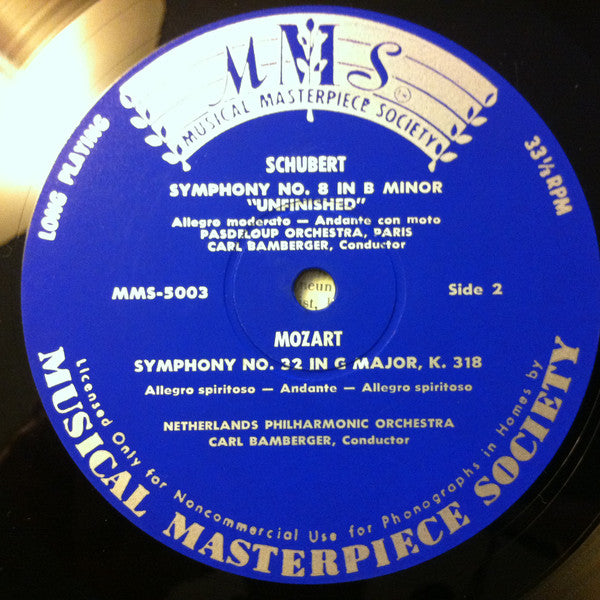 MMS
MUSICAL MASTERPIECE SOCIETY
LONG PLAYING
33⅓ RPM
SCHUBERT
SYMPHONY NO. 8 IN B MINOR
"UNFINISHED"
Allegro moderato — Andante con moto
PASDELOUP ORCHESTRA, PARIS
CARL BAMBERGER, Conductor
MMS-5003
Side 2
MOZART
SYMPHONY NO. 32 IN G MAJOR, K. 318
Allegro spiritoso — Andante — Allegro spiritoso
NETHERLANDS PHILHARMONIC ORCHESTRA
CARL BAMBERGER, Conductor
Licensed Only for Noncommercial Use for Phonographs in Homes by
MUSICAL MASTERPIECE SOCIETY